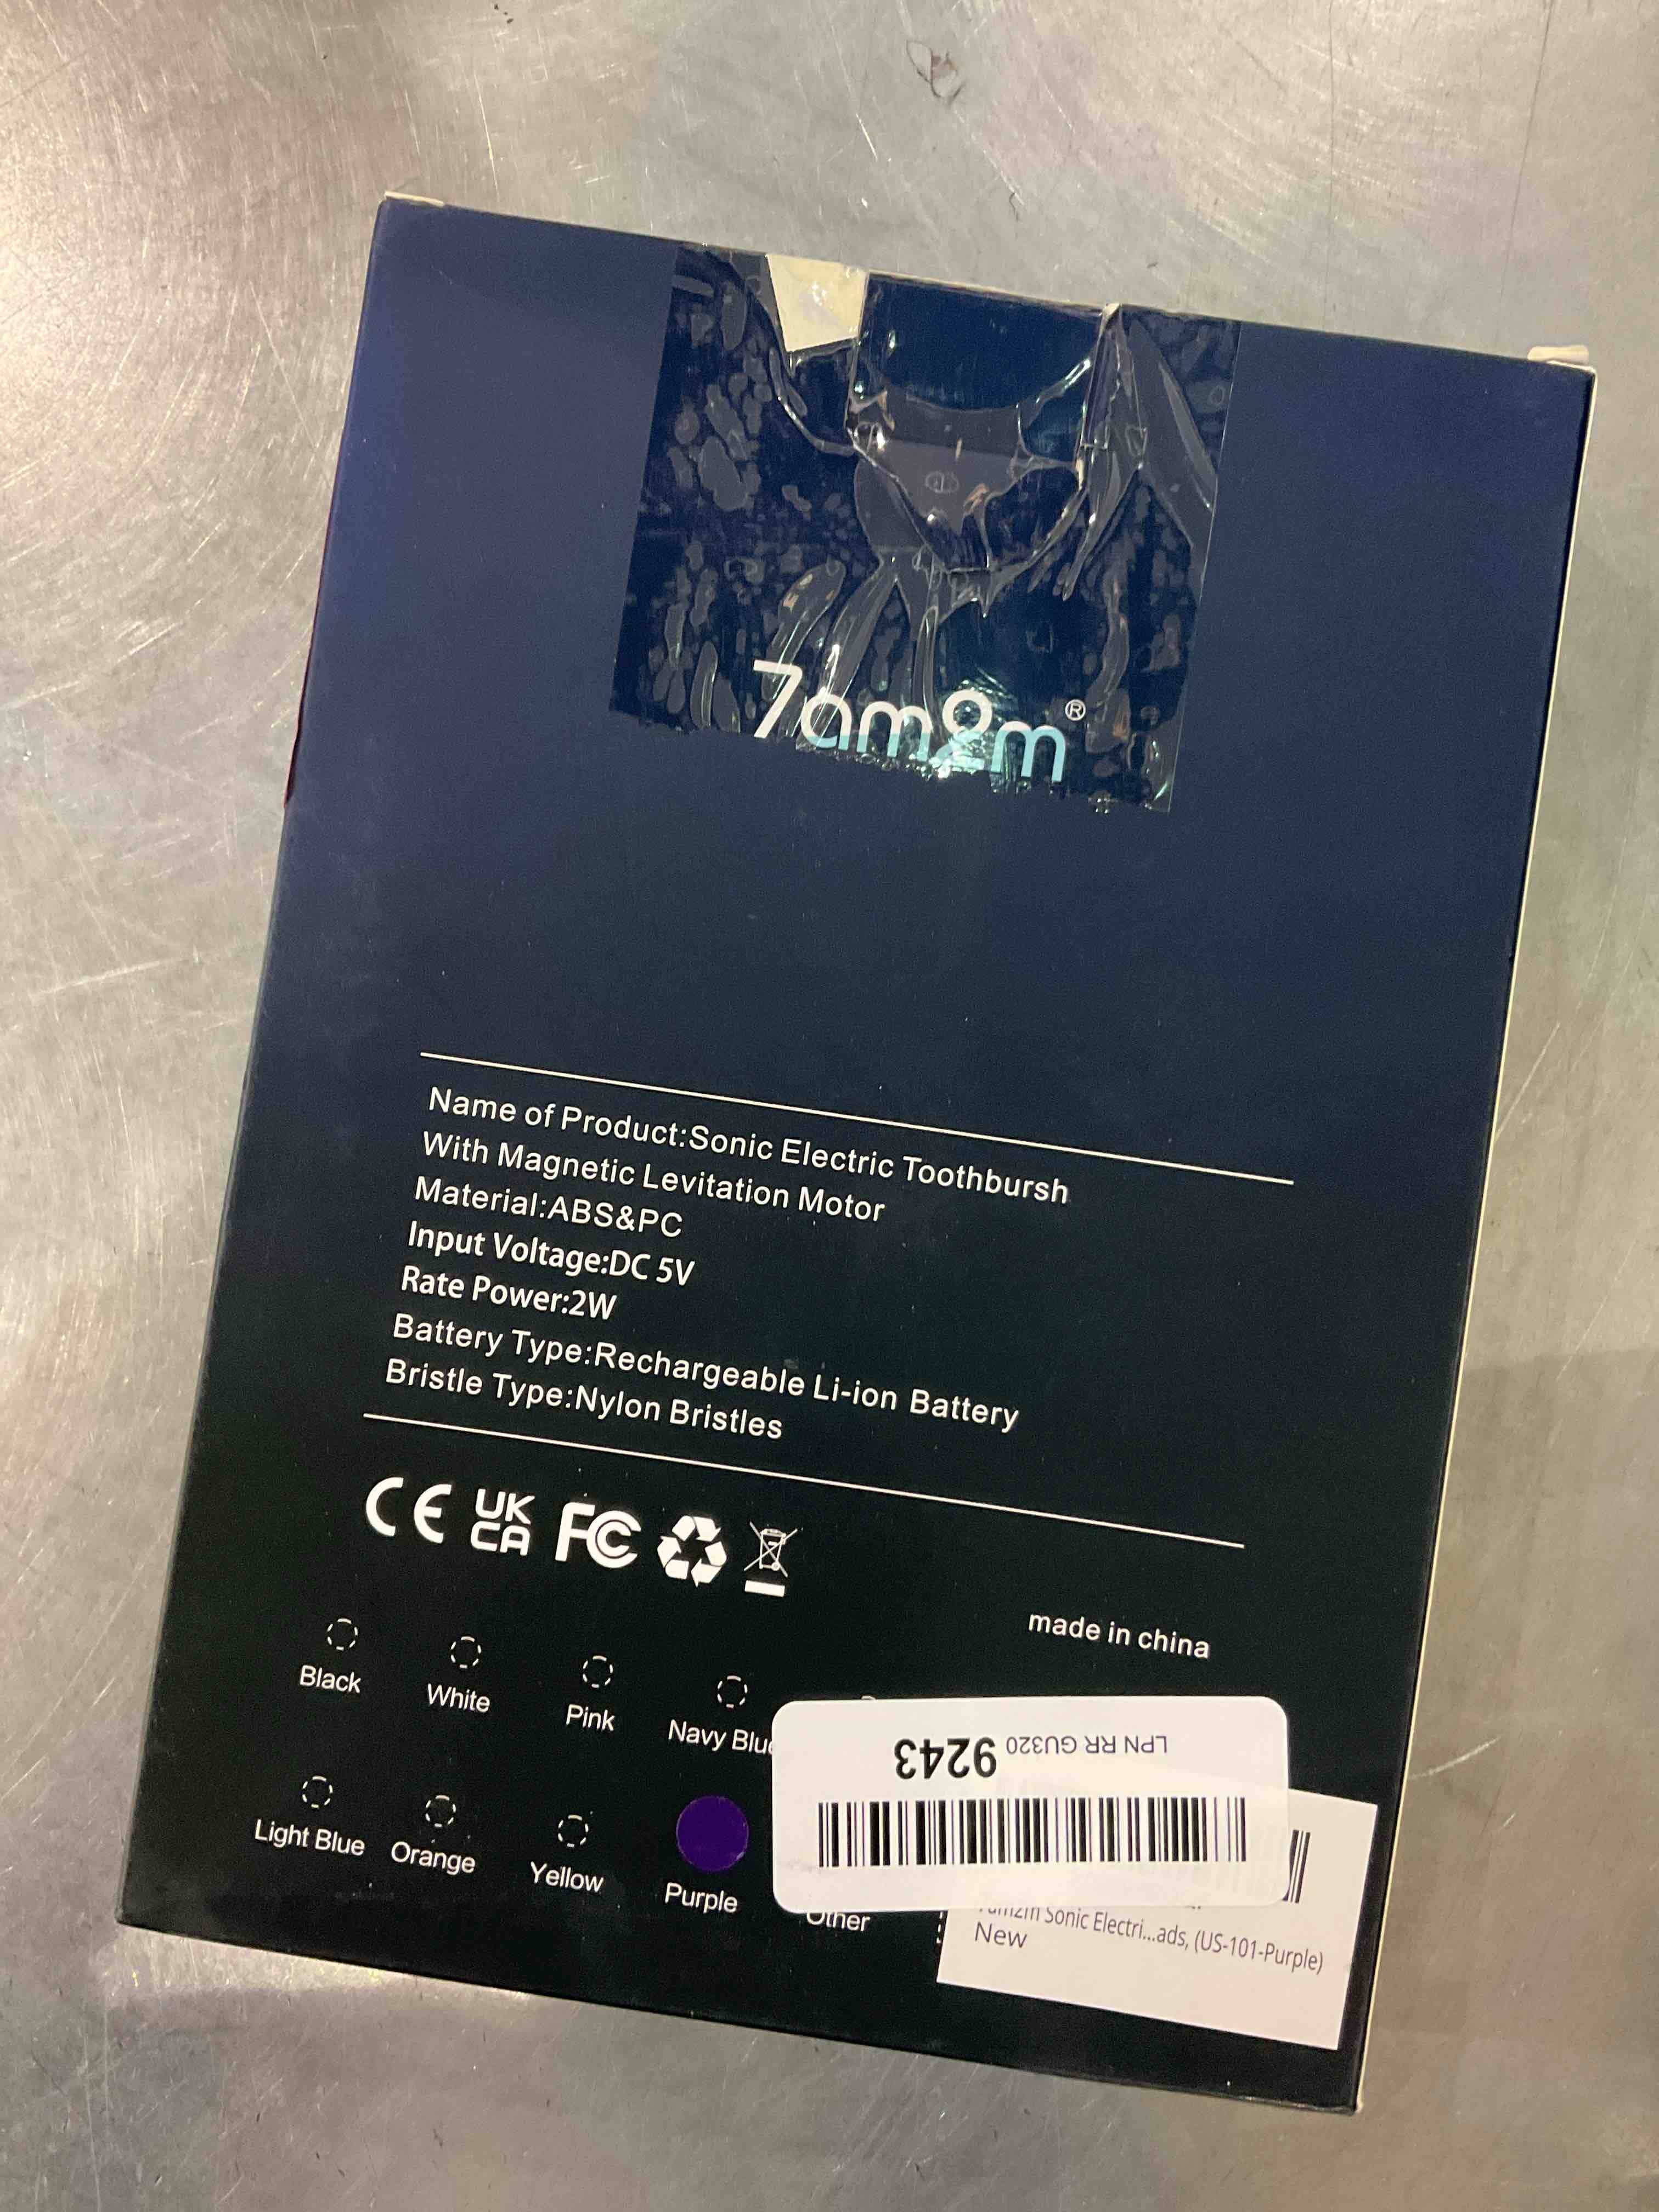 7am2m®
Name of Product:Sonic Electric Toothbursh
With Magnetic Levitation Motor
Material:ABS&PC
Input Voltage:DC 5V
Rate Power:2W
Battery Type:Rechargeable Li-ion Battery
Bristle Type:Nylon Bristles
CE UK CA FC
made in china
Black White Pink Navy Blue
Light Blue Orange Yellow Purple Other
LPN RR GU320 9243
7am2m Sonic Electri...ads, (US-101-Purple)
New